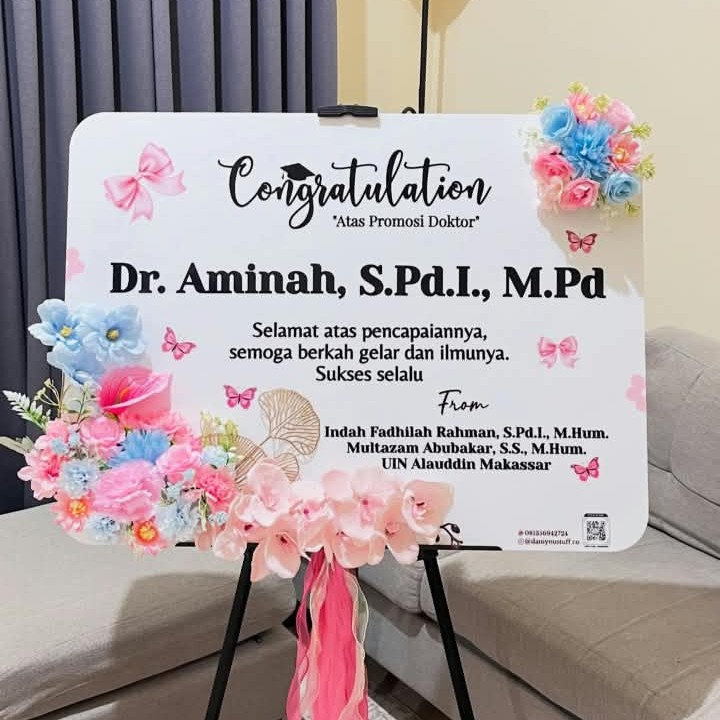 Congratulation
"Atas Promosi Doktor"
Dr. Aminah, S.Pd.I., M.Pd
Selamat atas pencapaiannya,
semoga berkah gelar dan ilmunya.
Sukses selalu
From
Indah Fadhilah Rahman, S.Pd.I., M.Hum.
Multazam Abubakar, S.S., M.Hum.
UIN Alauddin Makassar
081356942724